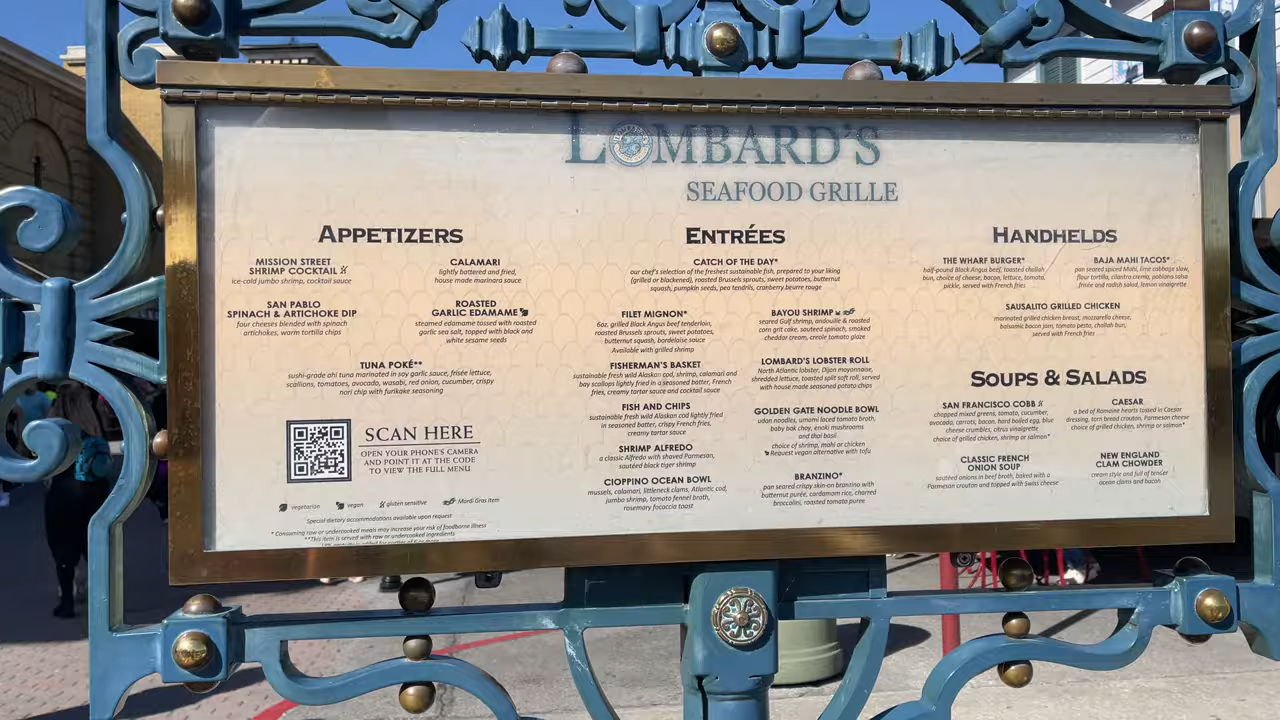 LOMBARD'S
SEAFOOD GRILLE
APPETIZERS
MISSION STREET
SHRIMP COCKTAIL
ice-cold jumbo shrimp, cocktail sauce
CALAMARI
lightly battered and fried,
house made marinara sauce
SAN PABLO
SPINACH & ARTICHOKE DIP
four cheeses blended with spinach
artichokes, warm tortilla chips
ROASTED
GARLIC EDAMAME
steamed edamame tossed with roasted
garlic sea salt, topped with black and
white sesame seeds
TUNA POKÉ**
sushi-grade ahi tuna marinated in soy garlic sauce, frisée lettuce,
scallions, tomatoes, avocado, wasabi, red onion, cucumber, crispy
nori chip with furikake seasoning
SCAN HERE
OPEN YOUR PHONE'S CAMERA
AND POINT IT AT THE CODE
TO VIEW THE FULL MENU
vegetarian vegan gluten sensitive Mardi Gras item
Special dietary accommodations available upon request
* Consuming raw or undercooked meals may increase your risk of foodborne illness
**This item is served with raw or undercooked ingredients
ENTRÉES
CATCH OF THE DAY*
our chef's selection of the freshest sustainable fish, prepared to your liking
(grilled or blackened), roasted Brussels sprouts, sweet potatoes, butternut
squash, pumpkin seeds, pea tendrils, cranberry beurre rouge
FILET MIGNON*
6oz. grilled Black Angus beef tenderloin,
roasted Brussels sprouts, sweet potatoes,
butternut squash, bordelaise sauce
Available with grilled shrimp
FISHERMAN'S BASKET
sustainable fresh wild Alaskan cod, shrimp, calamari and
bay scallops lightly fried in a seasoned batter, French
fries, creamy tartar sauce and cocktail sauce
FISH AND CHIPS
sustainable fresh wild Alaskan cod lightly fried
in seasoned batter, crispy French fries,
creamy tartar sauce
SHRIMP ALFREDO
a classic Alfredo with shaved Parmesan,
sautéed black tiger shrimp
CIOPPINO OCEAN BOWL
mussels, calamari, littleneck clams, Atlantic cod,
jumbo shrimp, tomato fennel broth,
rosemary focaccia toast
BAYOU SHRIMP
seared Gulf shrimp, andouille & roasted
corn grit cake, sautéed spinach, smoked
cheddar cream, creole tomato glaze
LOMBARD'S LOBSTER ROLL
North Atlantic lobster, Dijon mayonnaise,
shredded lettuce, toasted split soft roll, served
with house made seasoned potato chips
GOLDEN GATE NOODLE BOWL
udon noodles, umami laced tomato broth,
baby bok choy, enoki mushrooms
and thai basil
choice of shrimp, mahi or chicken
Request vegan alternative with tofu
BRANZINO*
pan seared crispy skin-on branzino with
butternut purée, cardamom rice, charred
broccolini, roasted tomato puree
HANDHELDS
THE WHARF BURGER*
half-pound Black Angus beef, toasted challah
bun, choice of cheese, bacon, lettuce, tomato,
pickle, served with French fries
BAJA MAHI TACOS*
pan seared spiced Mahi, lime cabbage slaw,
flour tortilla, cilantro crema, poblano salsa
frisée and radish salad, lemon vinaigrette
SAUSALITO GRILLED CHICKEN
marinated grilled chicken breast, mozzarella cheese,
balsamic bacon jam, tomato pesto, challah bun,
served with French fries
SOUPS & SALADS
SAN FRANCISCO COBB
chopped mixed greens, tomato, cucumber,
avocado, carrots, bacon, hard boiled egg, blue
cheese crumbles, citrus vinaigrette
choice of grilled chicken, shrimp or salmon*
CAESAR
a bed of Romaine hearts tossed in Caesar
dressing, torn bread crouton, Parmesan cheese
choice of grilled chicken, shrimp or salmon*
CLASSIC FRENCH
ONION SOUP
sautéed onions in beef broth, baked with a
Parmesan crouton and topped with Swiss cheese
NEW ENGLAND
CLAM CHOWDER
cream style and full of tender
ocean clams and bacon